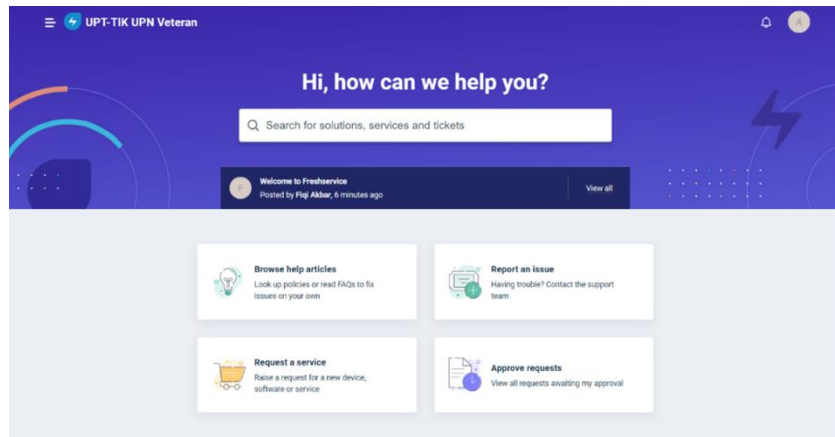 UPT-TIK UPN Veteran
A
Hi, how can we help you?
Search for solutions, services and tickets
F
Welcome to Freshservice
Posted by Fiqi Akbar, 6 minutes ago
View all
Browse help articles
Look up policies or read FAQs to fix
issues on your own
Report an issue
Having trouble? Contact the support
team
Request a service
Raise a request for a new device,
software or service
Approve requests
View all requests awaiting my approval